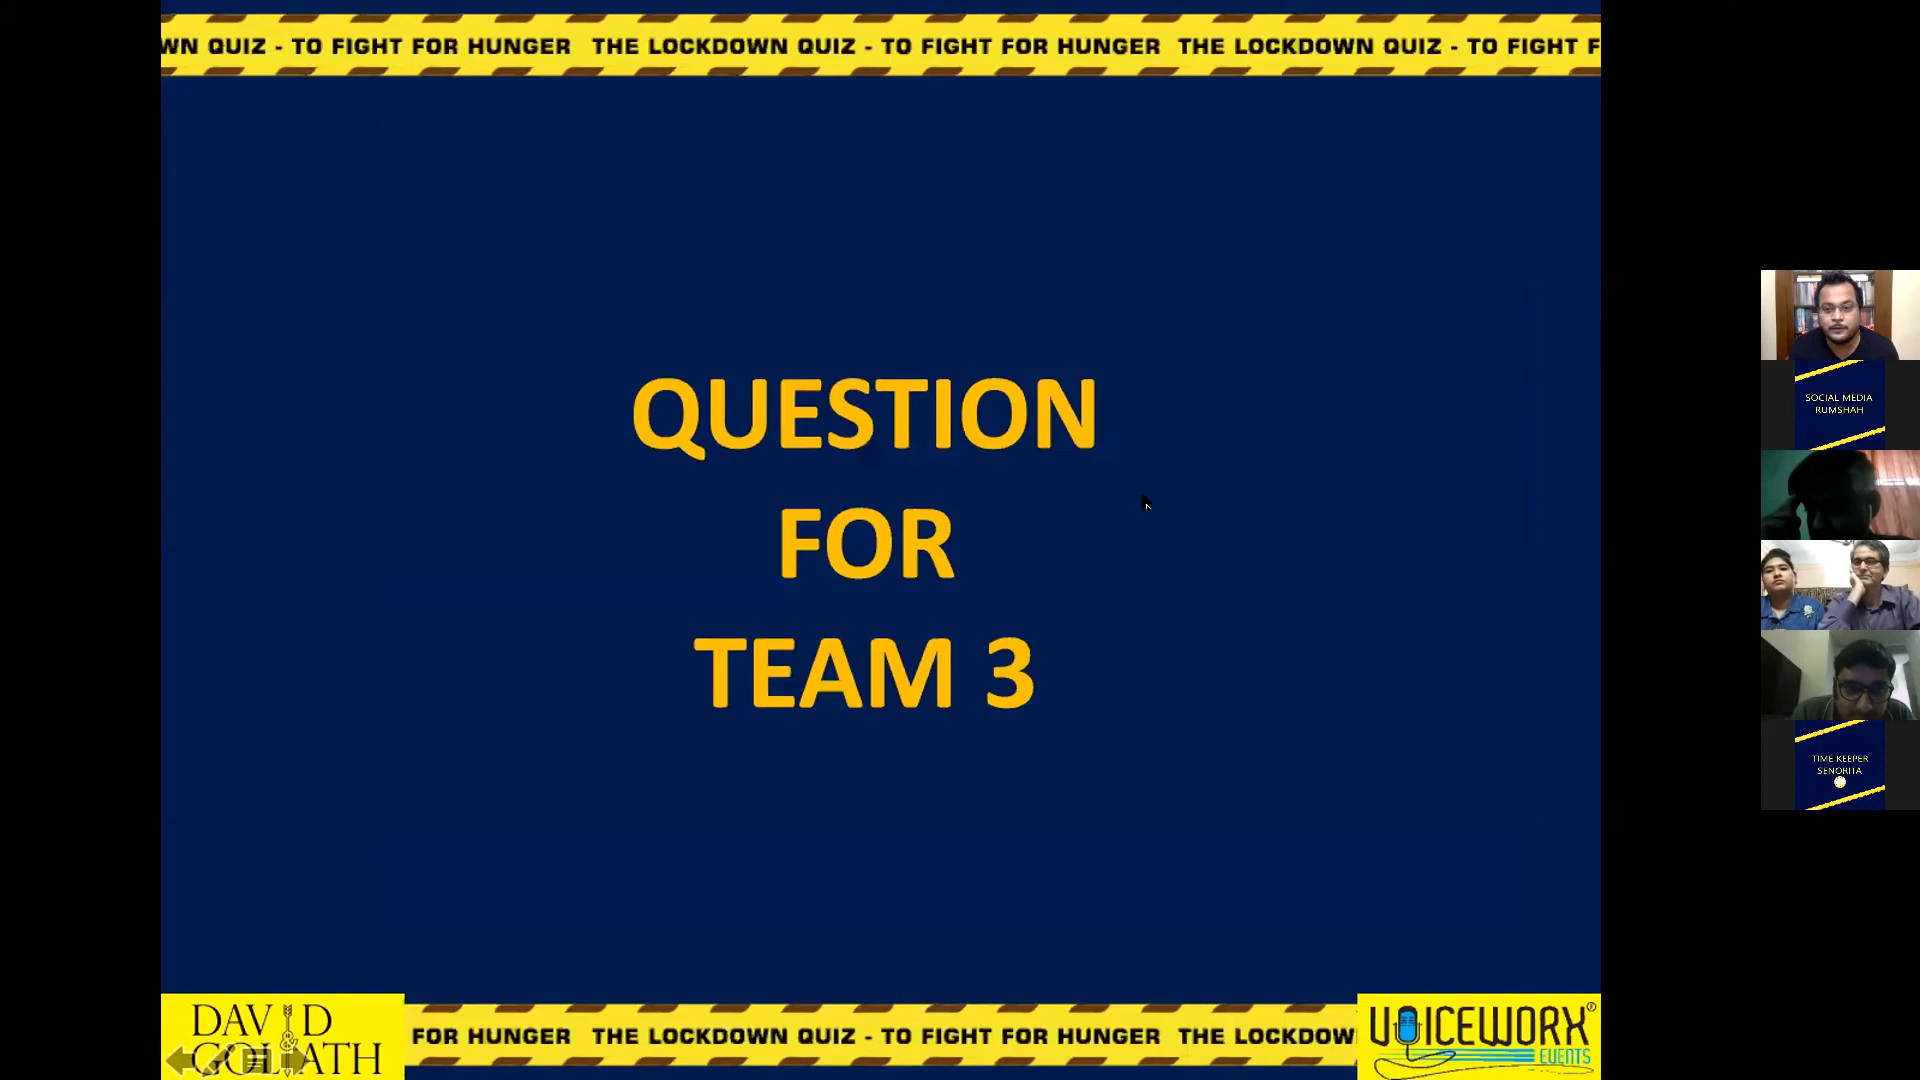 WN QUIZ - TO FIGHT FOR HUNGER THE LOCKDOWN QUIZ - TO FIGHT FOR HUNGER THE LOCKDOWN QUIZ - TO FIGHT F
QUESTION
FOR
TEAM 3
SOCIAL MEDIA
RUMSHAH
TIME KEEPER
SENORITA
DAVID
&
GOLIATH
FOR HUNGER THE LOCKDOWN QUIZ - TO FIGHT FOR HUNGER THE LOCKDOW
VOICEWORX®
EVENTS